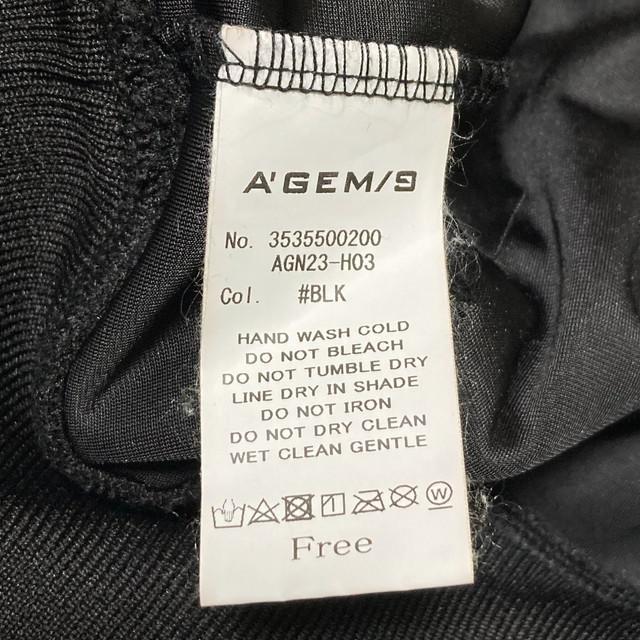 A'GEM/9
No. 3535500200
AGN23-H03
Col. #BLK
HAND WASH COLD
DO NOT BLEACH
DO NOT TUMBLE DRY
LINE DRY IN SHADE
DO NOT IRON
DO NOT DRY CLEAN
WET CLEAN GENTLE
W
Free